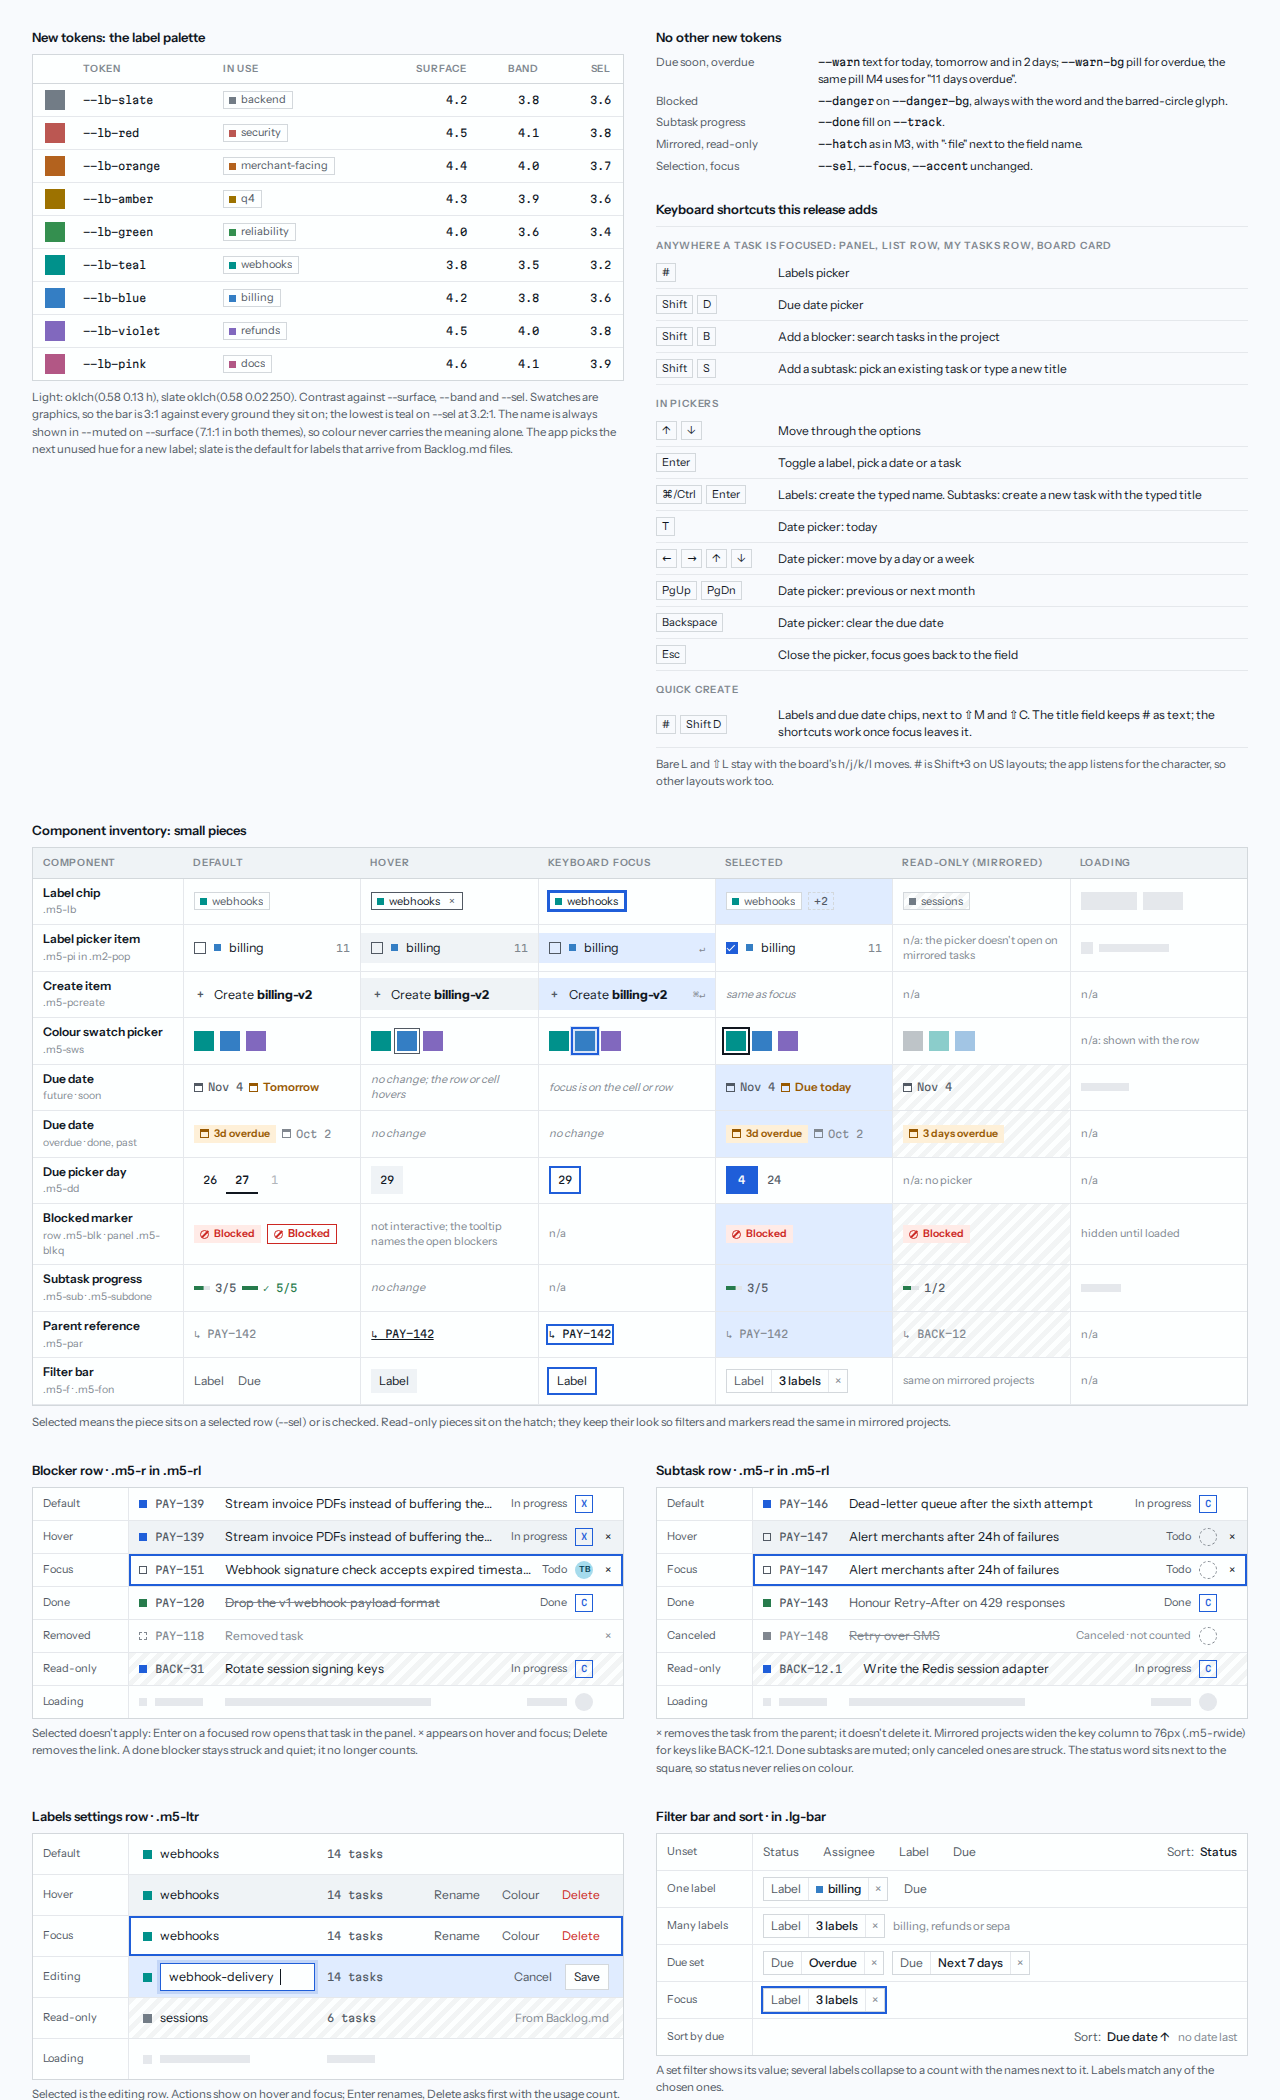 New tokens: the label palette
TOKEN IN USE SURFACE BAND SEL
--lb-slate backend 4.2 3.8 3.6
--lb-red security 4.5 4.1 3.8
--lb-orange merchant-facing 4.4 4.0 3.7
--lb-amber q4 4.3 3.9 3.6
--lb-green reliability 4.0 3.6 3.4
--lb-teal webhooks 3.8 3.5 3.2
--lb-blue billing 4.2 3.8 3.6
--lb-violet refunds 4.5 4.0 3.8
--lb-pink docs 4.6 4.1 3.9
Light: oklch(0.58 0.13 h), slate oklch(0.58 0.02 250). Contrast against --surface, --band and --sel. Swatches are
graphics, so the bar is 3:1 against every ground they sit on; the lowest is teal on --sel at 3.2:1. The name is always
shown in --muted on --surface (7.1:1 in both themes), so colour never carries the meaning alone. The app picks the
next unused hue for a new label; slate is the default for labels that arrive from Backlog.md files.
No other new tokens
Due soon, overdue --warn text for today, tomorrow and in 2 days; --warn-bg pill for overdue, the
same pill M4 uses for "11 days overdue".
Blocked --danger on --danger-bg, always with the word and the barred-circle glyph.
Subtask progress --done fill on --track.
Mirrored, read-only --hatch as in M3, with "· file" next to the field name.
Selection, focus --sel, --focus, --accent unchanged.
Keyboard shortcuts this release adds
ANYWHERE A TASK IS FOCUSED: PANEL, LIST ROW, MY TASKS ROW, BOARD CARD
# Labels picker
Shift D Due date picker
Shift B Add a blocker: search tasks in the project
Shift S Add a subtask: pick an existing task or type a new title
IN PICKERS
↑ ↓ Move through the options
Enter Toggle a label, pick a date or a task
⌘/Ctrl Enter Labels: create the typed name. Subtasks: create a new task with the typed title
T Date picker: today
← → ↑ ↓ Date picker: move by a day or a week
PgUp PgDn Date picker: previous or next month
Backspace Date picker: clear the due date
Esc Close the picker, focus goes back to the field
QUICK CREATE
# Shift D Labels and due date chips, next to ⇧M and ⇧C. The title field keeps # as text; the
shortcuts work once focus leaves it.
Bare L and ⇧L stay with the board's h/j/k/l moves. # is Shift+3 on US layouts; the app listens for the character, so
other layouts work too.
Component inventory: small pieces
COMPONENT DEFAULT HOVER KEYBOARD FOCUS SELECTED READ-ONLY (MIRRORED) LOADING
Label chip
.m5-lb
webhooks webhooks × webhooks webhooks +2 sessions
Label picker item
.m5-pi in .m2-pop
billing 11 billing 11 billing ↵ billing 11 n/a: the picker doesn't open on
mirrored tasks
Create item
.m5-pcreate
+ Create billing-v2 + Create billing-v2 + Create billing-v2 ⌘↵ same as focus n/a n/a
Colour swatch picker
.m5-sws
n/a: shown with the row
Due date
future · soon
Nov 4 Tomorrow no change; the row or cell
hovers
focus is on the cell or row Nov 4 Due today Nov 4
Due date
overdue · done, past
3d overdue Oct 2 no change no change 3d overdue Oct 2 3 days overdue n/a
Due picker day
.m5-dd
26 27 1 29 29 4 24 n/a: no picker n/a
Blocked marker
row .m5-blk · panel .m5-
blkq
Blocked Blocked not interactive; the tooltip
names the open blockers
n/a Blocked Blocked hidden until loaded
Subtask progress
.m5-sub · .m5-subdone
3/5 ✓ 5/5 no change n/a 3/5 1/2
Parent reference
.m5-par
↳ PAY-142 ↳ PAY-142 ↳ PAY-142 ↳ PAY-142 ↳ BACK-12 n/a
Filter bar
.m5-f · .m5-fon
Label Due Label Label Label 3 labels × same on mirrored projects n/a
Selected means the piece sits on a selected row (--sel) or is checked. Read-only pieces sit on the hatch; they keep their look so filters and markers read the same in mirrored projects.
Blocker row · .m5-r in .m5-rl
Default PAY-139 Stream invoice PDFs instead of buffering the… In progress X
Hover PAY-139 Stream invoice PDFs instead of buffering the… In progress X ×
Focus PAY-151 Webhook signature check accepts expired timesta… Todo TB ×
Done PAY-120 Drop the v1 webhook payload format Done C
Removed PAY-118 Removed task ×
Read-only BACK-31 Rotate session signing keys In progress C
Loading
Selected doesn't apply: Enter on a focused row opens that task in the panel. × appears on hover and focus; Delete
removes the link. A done blocker stays struck and quiet; it no longer counts.
Subtask row · .m5-r in .m5-rl
Default PAY-146 Dead-letter queue after the sixth attempt In progress C
Hover PAY-147 Alert merchants after 24h of failures Todo ×
Focus PAY-147 Alert merchants after 24h of failures Todo ×
Done PAY-143 Honour Retry-After on 429 responses Done C
Canceled PAY-148 Retry over SMS Canceled · not counted
Read-only BACK-12.1 Write the Redis session adapter In progress C
Loading
× removes the task from the parent; it doesn't delete it. Mirrored projects widen the key column to 76px (.m5-rwide)
for keys like BACK-12.1. Done subtasks are muted; only canceled ones are struck. The status word sits next to the
square, so status never relies on colour.
Labels settings row · .m5-ltr
Default webhooks 14 tasks
Hover webhooks 14 tasks Rename Colour Delete
Focus webhooks 14 tasks Rename Colour Delete
Editing webhook-delivery 14 tasks Cancel Save
Read-only sessions 6 tasks From Backlog.md
Loading
Selected is the editing row. Actions show on hover and focus; Enter renames, Delete asks first with the usage count.
Filter bar and sort · in .lg-bar
Unset Status Assignee Label Due Sort: Status
One label Label billing × Due
Many labels Label 3 labels × billing, refunds or sepa
Due set Due Overdue × Due Next 7 days ×
Focus Label 3 labels ×
Sort by due Sort: Due date ↑ no date last
A set filter shows its value; several labels collapse to a count with the names next to it. Labels match any of the
chosen ones.